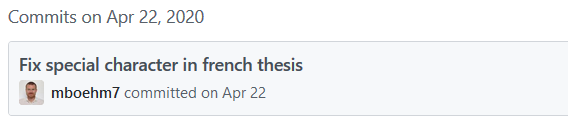 Commits on Apr 22, 2020
Fix special character in french thesis
mboehm7 committed on Apr 22